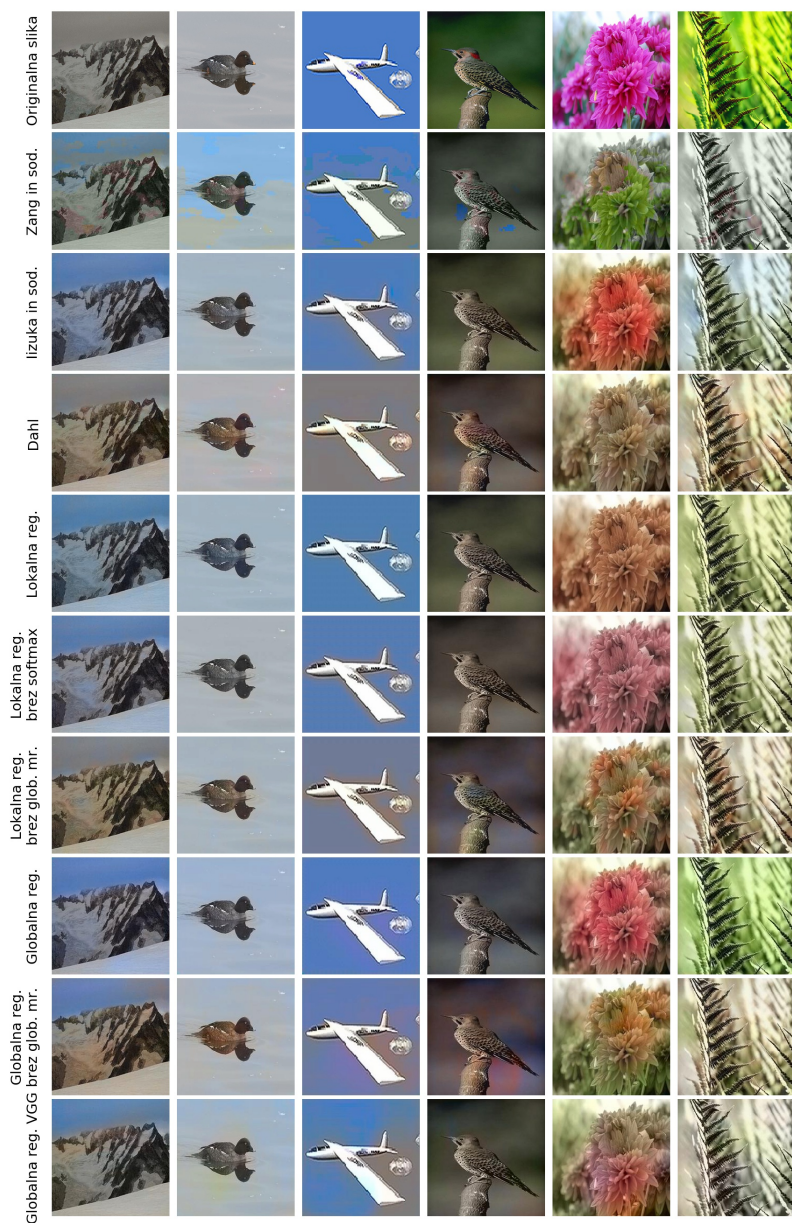 Originalna slika
Zang in sod.
Iizuka in sod.
Dahl
Lokalna reg.
Lokalna reg.
brez softmax
Lokalna reg.
brez glob. mr.
Globalna reg.
Globalna reg.
brez glob. mr.
Globalna reg. VGG